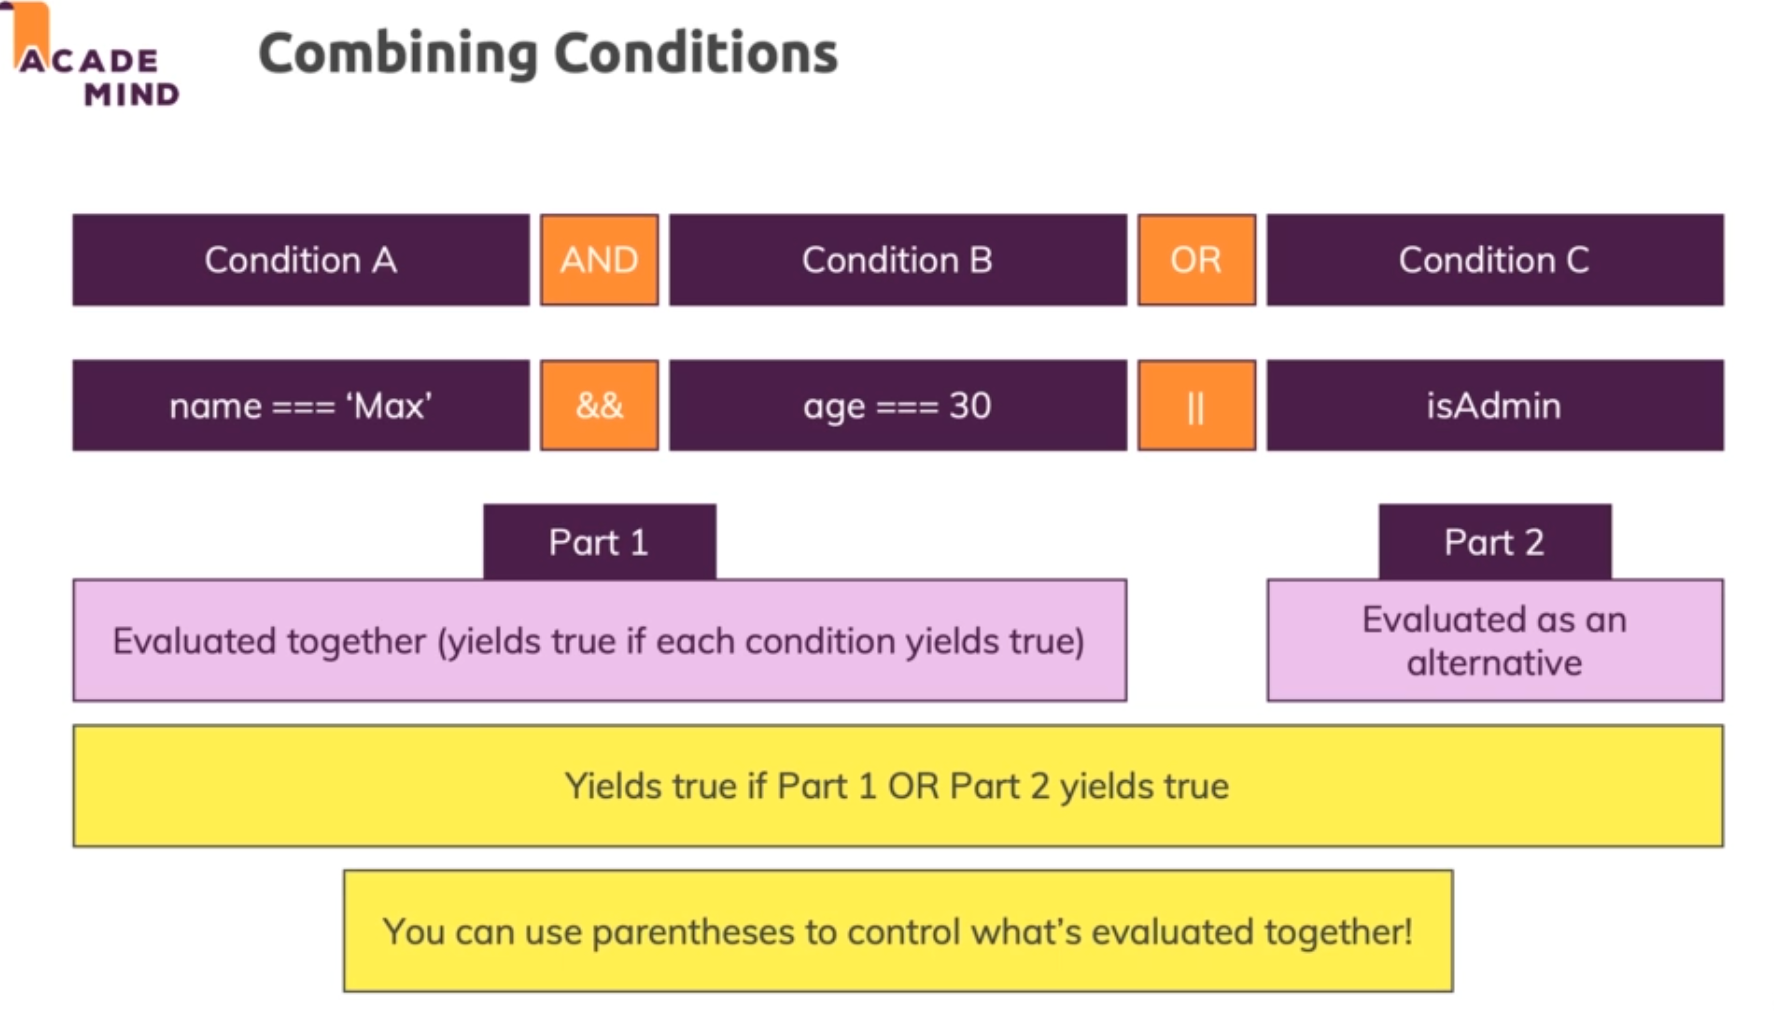 ACADE
MIND
Combining Conditions
Condition A AND Condition B OR Condition C
name === ‘Max’ && age === 30 || isAdmin
Part 1 Part 2
Evaluated together (yields true if each condition yields true)
Evaluated as an
alternative
Yields true if Part 1 OR Part 2 yields true
You can use parentheses to control what’s evaluated together!